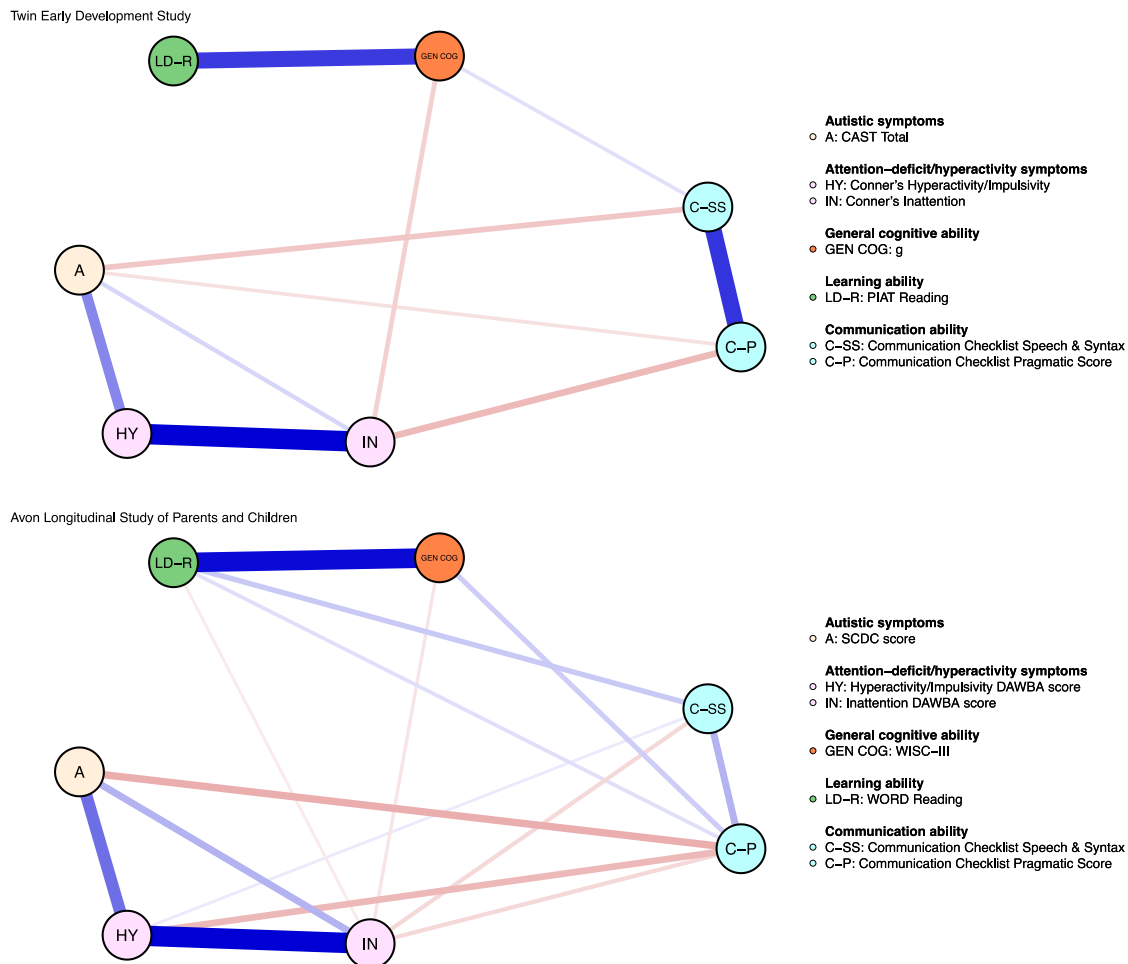 Twin Early Development Study
LD−R
GEN COG
C−SS
A
C−P
HY
IN
Autistic symptoms
A: CAST Total
Attention−deficit/hyperactivity symptoms
HY: Conner's Hyperactivity/Impulsivity
IN: Conner's Inattention
General cognitive ability
GEN COG: g
Learning ability
LD−R: PIAT Reading
Communication ability
C−SS: Communication Checklist Speech & Syntax
C−P: Communication Checklist Pragmatic Score
Avon Longitudinal Study of Parents and Children
LD−R
GEN COG
C−SS
A
C−P
HY
IN
Autistic symptoms
A: SCDC score
Attention−deficit/hyperactivity symptoms
HY: Hyperactivity/Impulsivity DAWBA score
IN: Inattention DAWBA score
General cognitive ability
GEN COG: WISC−III
Learning ability
LD−R: WORD Reading
Communication ability
C−SS: Communication Checklist Speech & Syntax
C−P: Communication Checklist Pragmatic Score